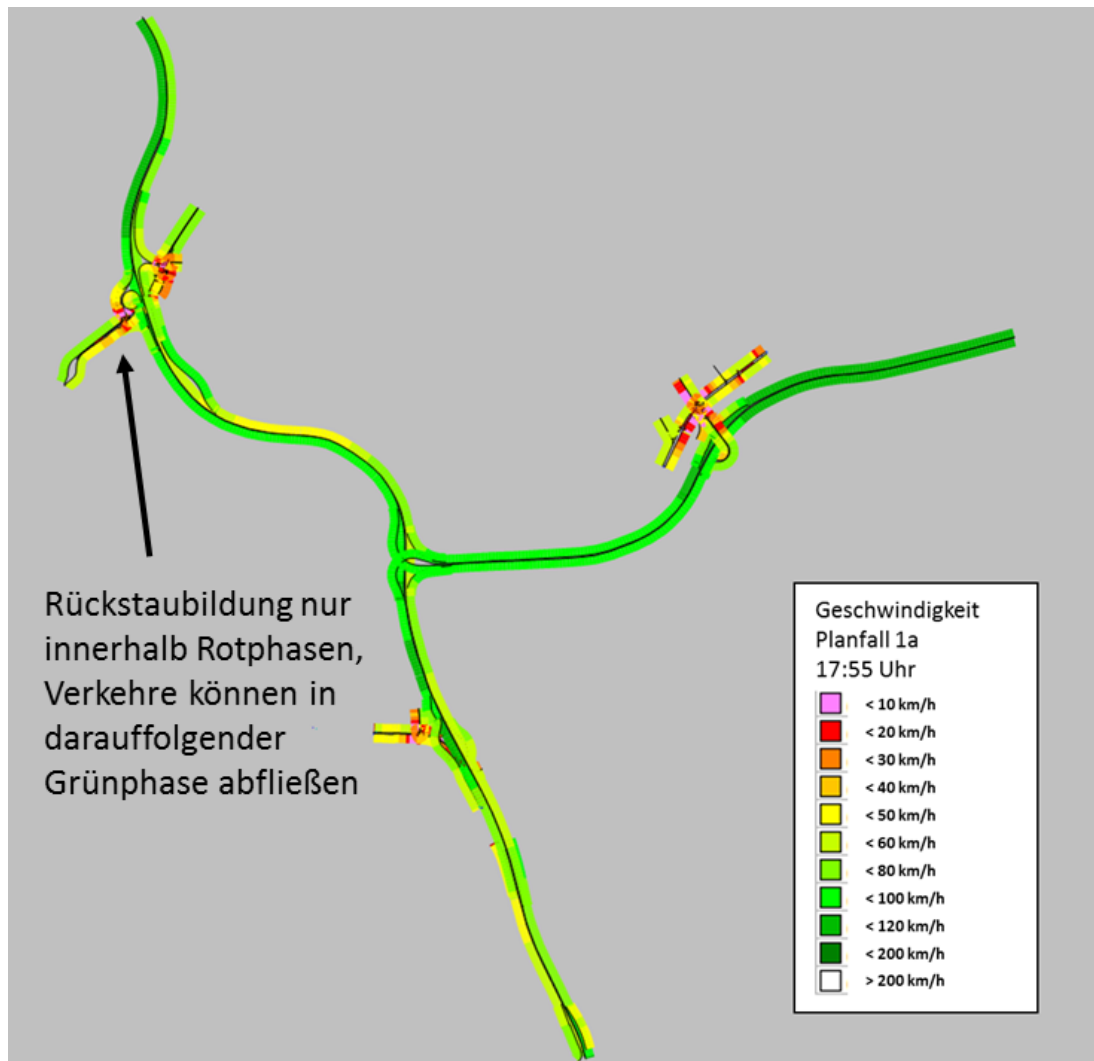 Rückstaubildung nur
innerhalb Rotphasen,
Verkehre können in
darauffolgender
Grünphase abfließen
Geschwindigkeit
Planfall 1a
17:55 Uhr
< 10 km/h
< 20 km/h
< 30 km/h
< 40 km/h
< 50 km/h
< 60 km/h
< 80 km/h
< 100 km/h
< 120 km/h
< 200 km/h
> 200 km/h